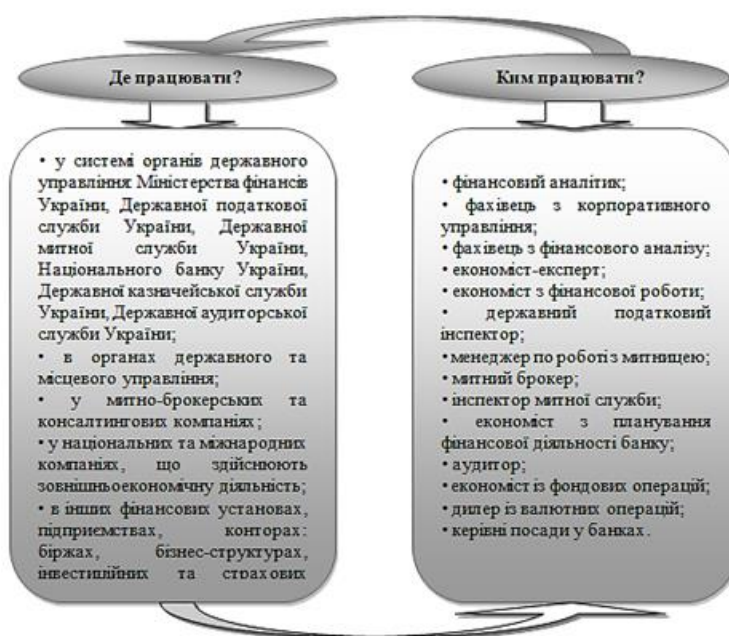 Де працювати?
• у системі органів державного
управління: Міністерства фінансів
України, Державної податкової
служби України, Державної
митної служби України,
Національного банку України,
Державної казначейської служби
України, Державної аудиторської
служби України;
• в органах державного та
місцевого управління;
• у митно-брокерських та
консалтингових компаніях;
• у національних та міжнародних
компаніях, що здійснюють
зовнішньоекономічну діяльність;
• в інших фінансових установах,
підприємствах, конторах:
біржах, бізнес-структурах,
інвестиційних та страхових
Ким працювати?
• фінансовий аналітик;
• фахівець з корпоративного
управління;
• фахівець з фінансового аналізу;
• економіст-експерт;
• економіст з фінансової роботи;
• державний податковий
інспектор;
• менеджер по роботі з митницею;
• митний брокер;
• інспектор митної служби;
• економіст з планування
фінансової діяльності банку;
• аудитор;
• економіст із фондових операцій;
• дилер із валютних операцій;
• керівні посади у банках.